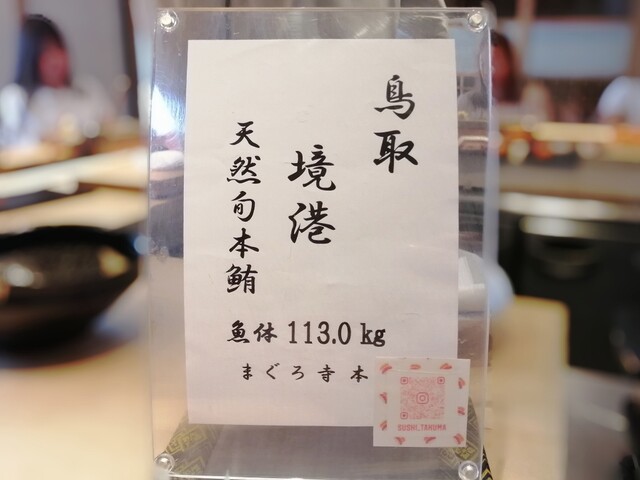 鳥取
境港
天然旬本鮪
魚体 113.0 kg
まぐろ寺本
SUSHI_TANUMA